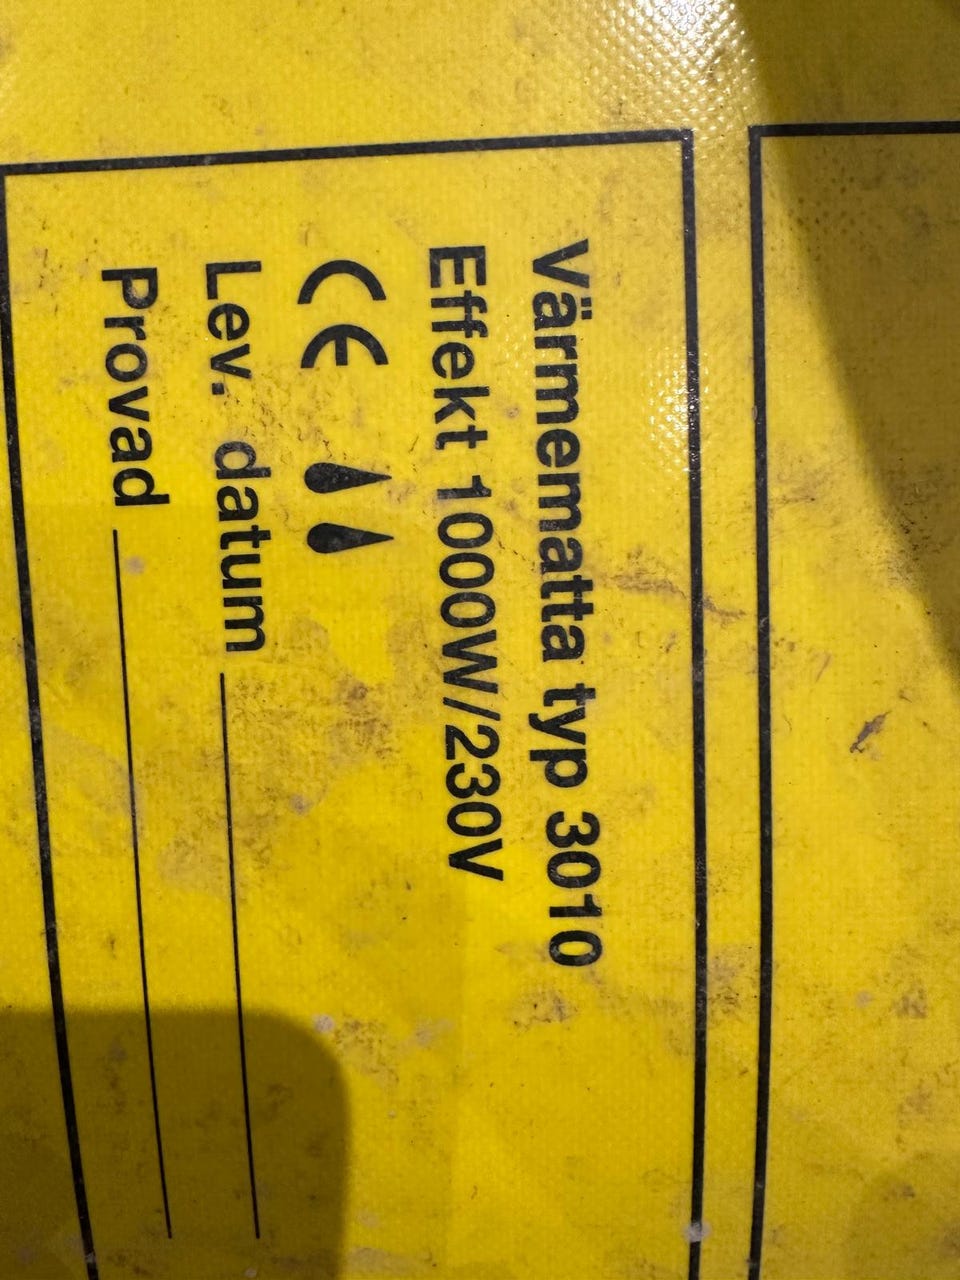 Värmematta typ 3010
Effekt 1000W/230V
CE
Lev. datum
Provad